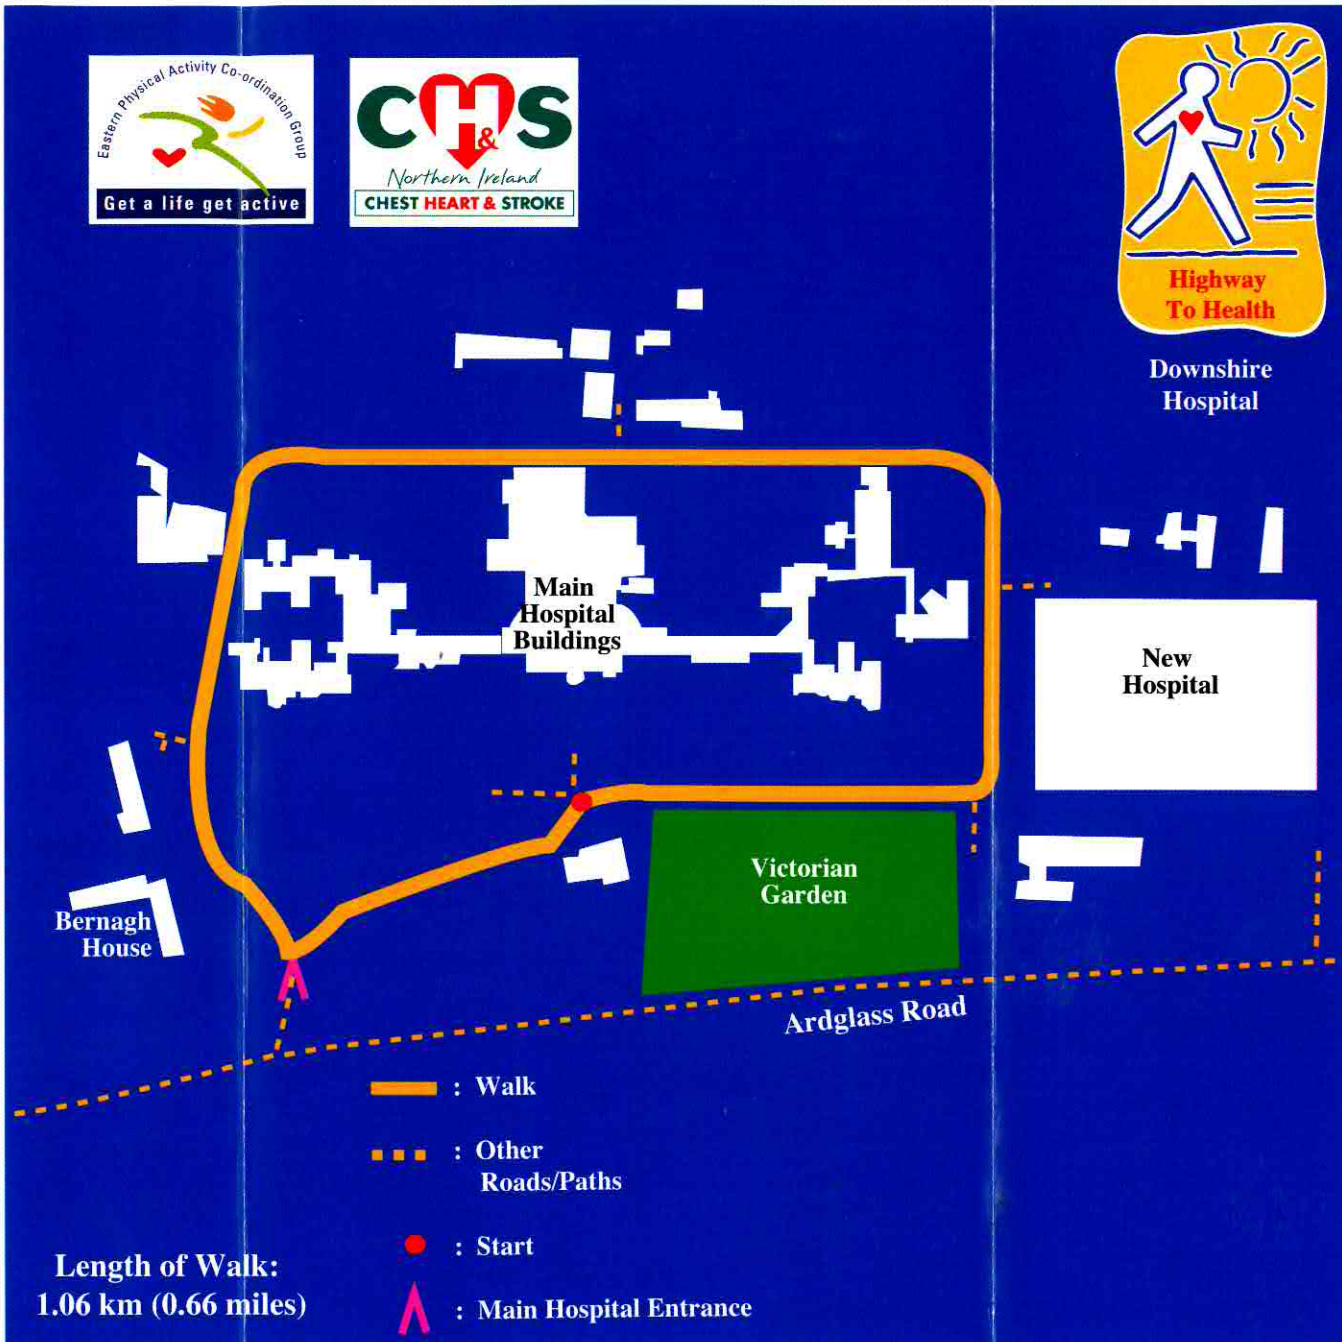 Eastern Physical Activity Co-ordination Group
Get a life get active
CH&S
Northern Ireland
CHEST HEART & STROKE
Highway
To Health
Downshire
Hospital
Main
Hospital
Buildings
New
Hospital
Victorian
Garden
Bernagh
House
Ardglass Road
: Walk
: Other
Roads/Paths
: Start
: Main Hospital Entrance
Length of Walk:
1.06 km (0.66 miles)